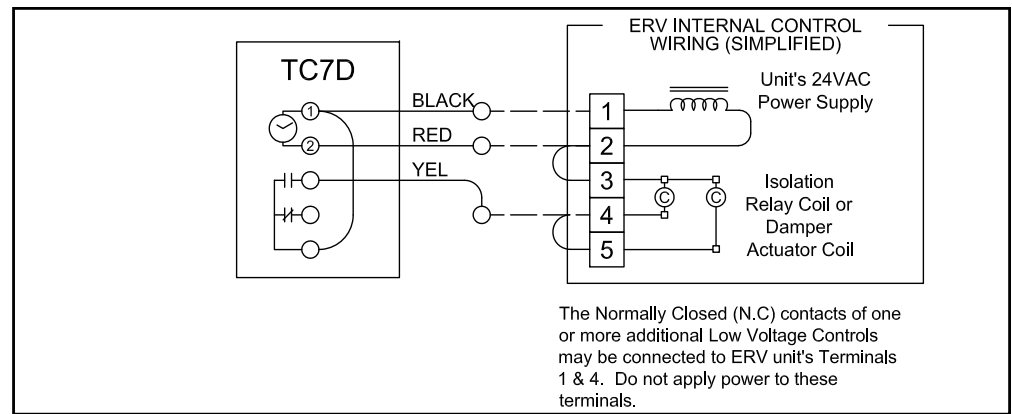 TC7D
1
2
BLACK
RED
YEL
ERV INTERNAL CONTROL
WIRING (SIMPLIFIED)
Unit's 24VAC
Power Supply
1
2
3
4
5
C
C
Isolation
Relay Coil or
Damper
Actuator Coil
The Normally Closed (N.C) contacts of one
or more additional Low Voltage Controls
may be connected to ERV unit's Terminals
1 & 4. Do not apply power to these
terminals.